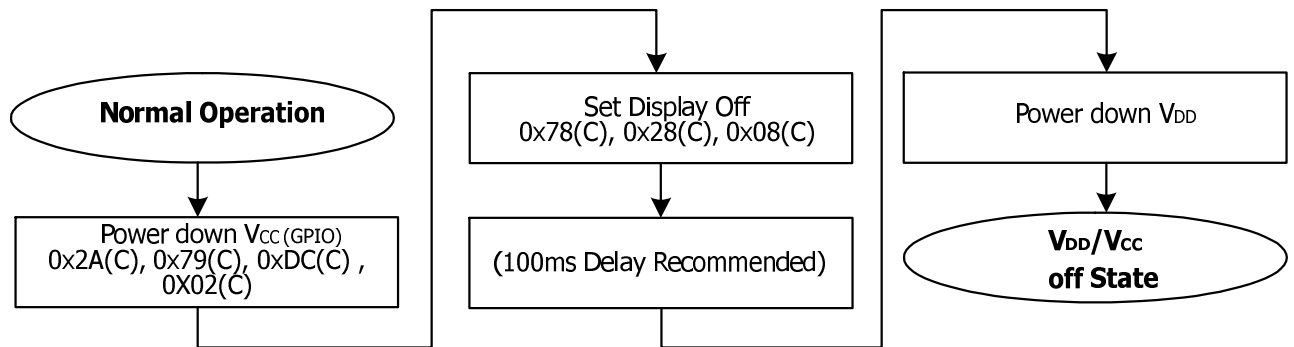 Normal Operation
Power down VCC (GPIO)
0x2A(C), 0x79(C), 0xDC(C) ,
0X02(C)
Set Display Off
0x78(C), 0x28(C), 0x08(C)
(100ms Delay Recommended)
Power down VDD
VDD/VCC
off State